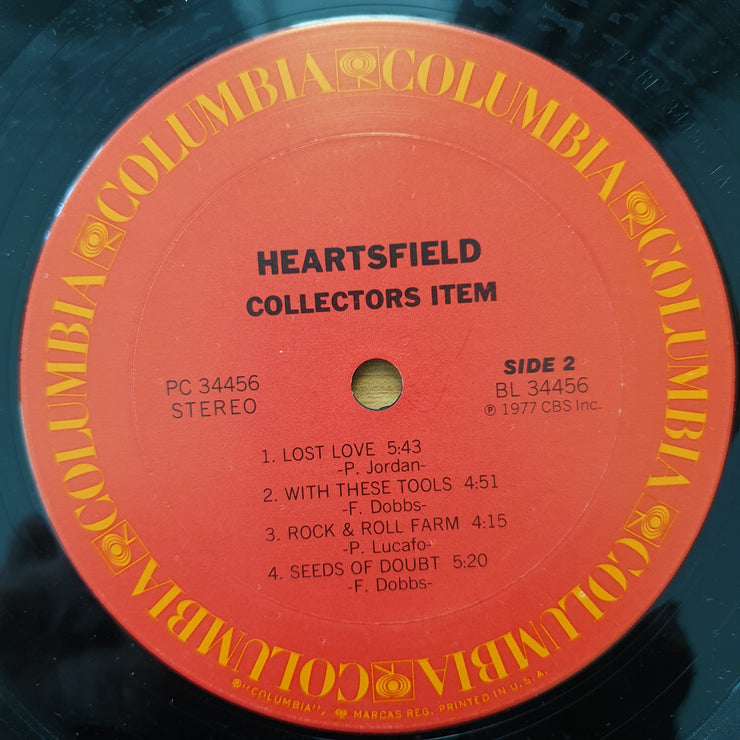 COLUMBIA COLUMBIA COLUMBIA COLUMBIA COLUMBIA COLUMBIA COLUMBIA
HEARTSFIELD
COLLECTORS ITEM
PC 34456
STEREO
SIDE 2
BL 34456
℗ 1977 CBS Inc.
1. LOST LOVE 5:43
-P. Jordan-
2. WITH THESE TOOLS 4:51
-F. Dobbs-
3. ROCK & ROLL FARM 4:15
-P. Lucafo-
4. SEEDS OF DOUBT 5:20
-F. Dobbs-
®"COLUMBIA", MARCAS REG. PRINTED IN U.S.A.